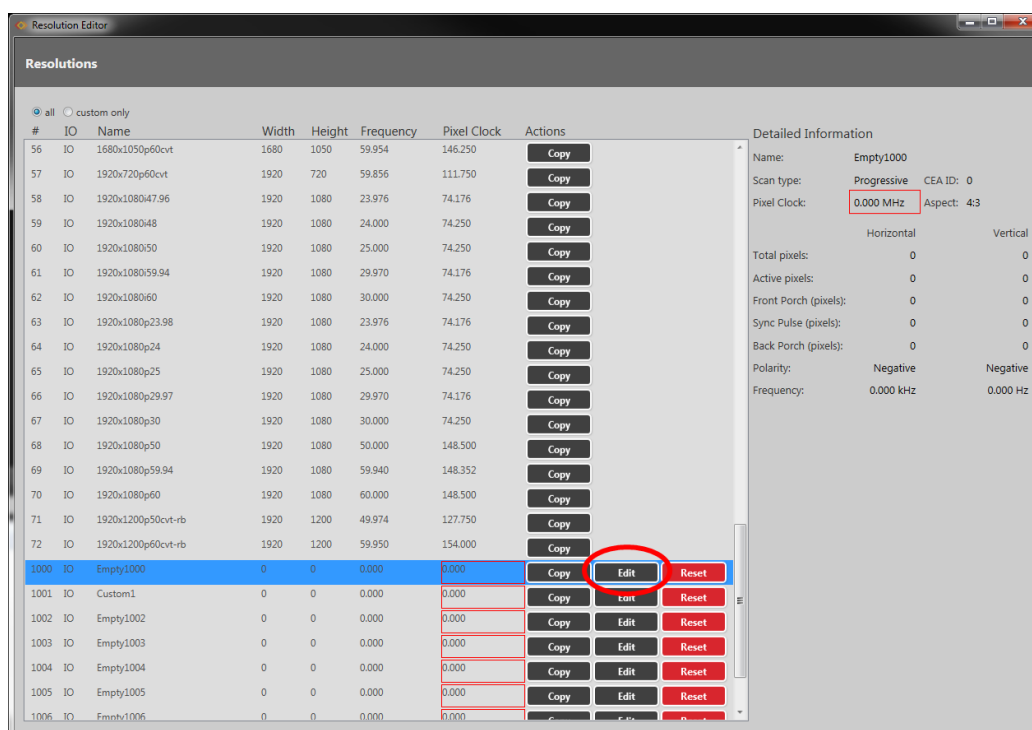 Resolution Editor
Resolutions
all custom only
# IO Name Width Height Frequency Pixel Clock Actions
56 IO 1680x1050p60cvt 1680 1050 59.954 146.250 Copy
57 IO 1920x720p60cvt 1920 720 59.856 111.750 Copy
58 IO 1920x1080i47.96 1920 1080 23.976 74.176 Copy
59 IO 1920x1080i48 1920 1080 24.000 74.250 Copy
60 IO 1920x1080i50 1920 1080 25.000 74.250 Copy
61 IO 1920x1080i59.94 1920 1080 29.970 74.176 Copy
62 IO 1920x1080i60 1920 1080 30.000 74.250 Copy
63 IO 1920x1080p23.98 1920 1080 23.976 74.176 Copy
64 IO 1920x1080p24 1920 1080 24.000 74.250 Copy
65 IO 1920x1080p25 1920 1080 25.000 74.250 Copy
66 IO 1920x1080p29.97 1920 1080 29.970 74.176 Copy
67 IO 1920x1080p30 1920 1080 30.000 74.250 Copy
68 IO 1920x1080p50 1920 1080 50.000 148.500 Copy
69 IO 1920x1080p59.94 1920 1080 59.940 148.352 Copy
70 IO 1920x1080p60 1920 1080 60.000 148.500 Copy
71 IO 1920x1200p50cvt-rb 1920 1200 49.974 127.750 Copy
72 IO 1920x1200p60cvt-rb 1920 1200 59.950 154.000 Copy
1000 IO Empty1000 0 0 0.000 0.000 Copy Edit Reset
1001 IO Custom1 0 0 0.000 0.000 Copy Edit Reset
1002 IO Empty1002 0 0 0.000 0.000 Copy Edit Reset
1003 IO Empty1003 0 0 0.000 0.000 Copy Edit Reset
1004 IO Empty1004 0 0 0.000 0.000 Copy Edit Reset
1005 IO Empty1005 0 0 0.000 0.000 Copy Edit Reset
1006 IO Empty1006 0 0 0.000 0.000
Detailed Information
Name: Empty1000
Scan type: Progressive CEA ID: 0
Pixel Clock: 0.000 MHz Aspect: 4:3
Horizontal Vertical
Total pixels: 0 0
Active pixels: 0 0
Front Porch (pixels): 0 0
Sync Pulse (pixels): 0 0
Back Porch (pixels): 0 0
Polarity: Negative Negative
Frequency: 0.000 kHz 0.000 Hz